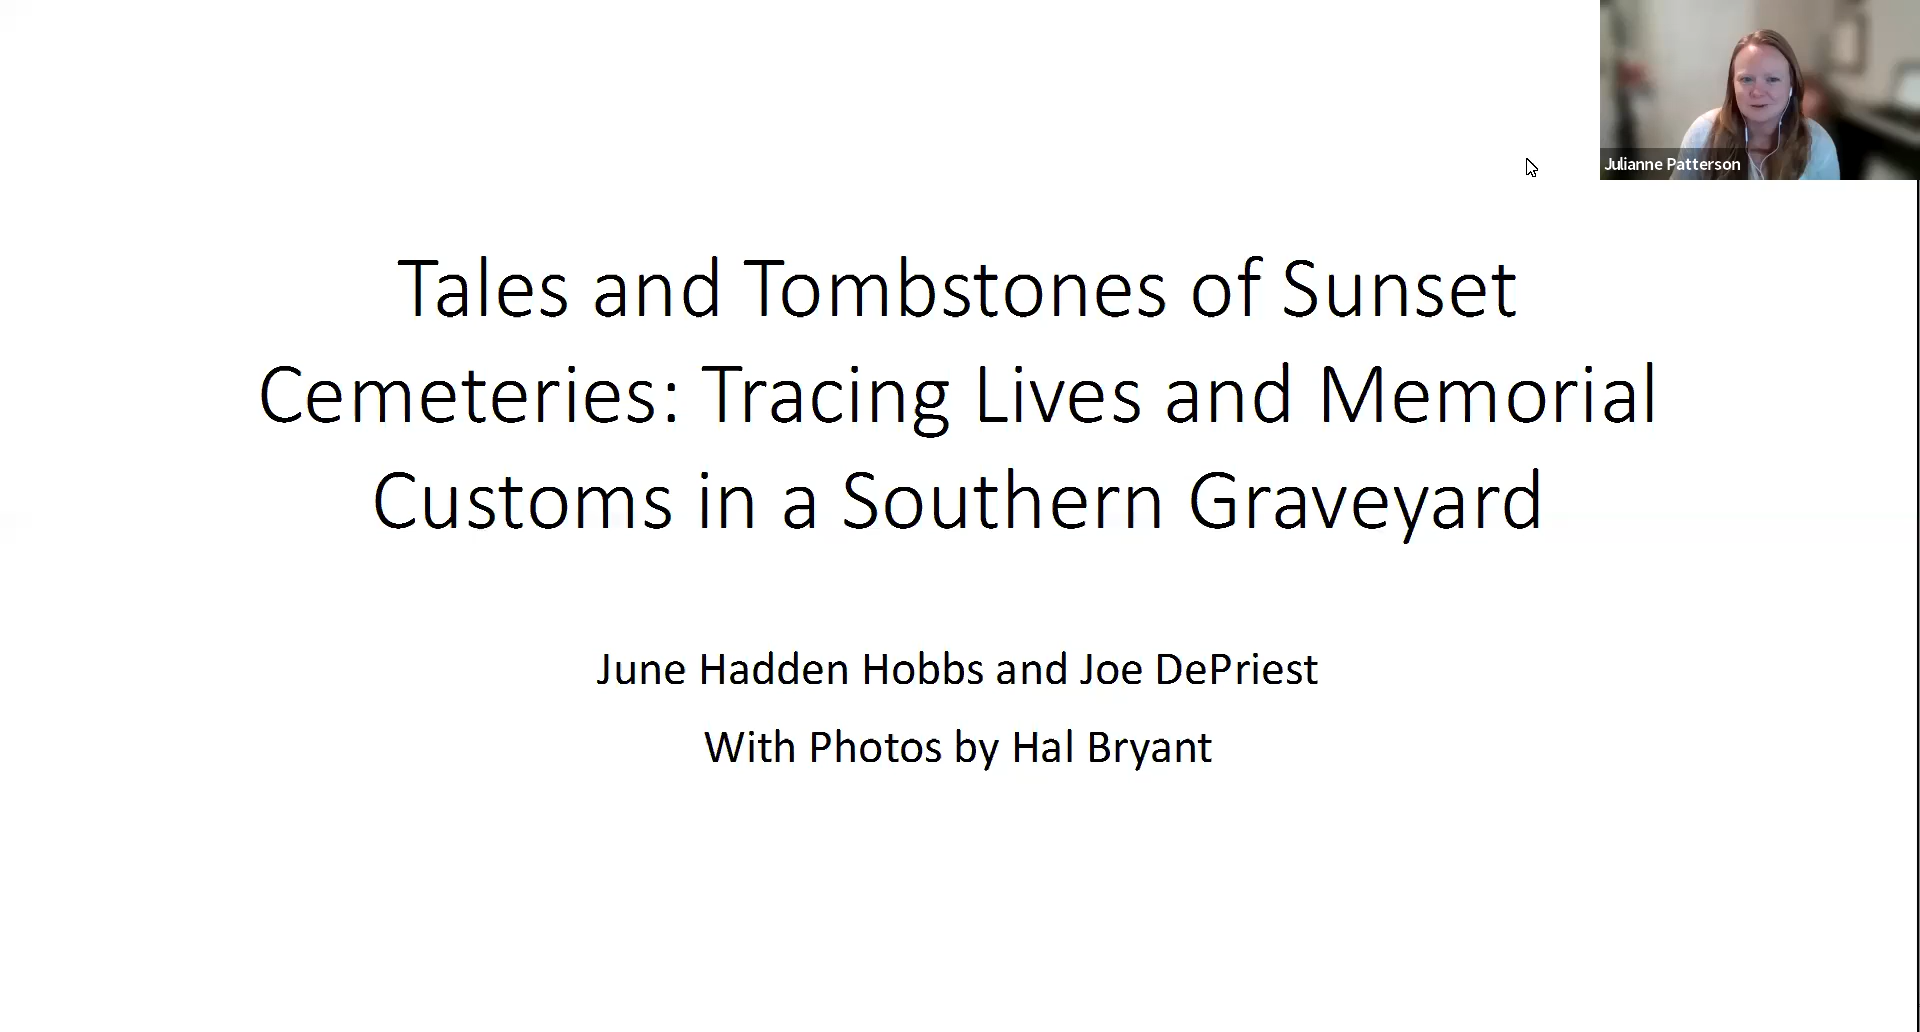 Julianne Patterson
Tales and Tombstones of Sunset
Cemeteries: Tracing Lives and Memorial
Customs in a Southern Graveyard
June Hadden Hobbs and Joe DePriest
With Photos by Hal Bryant